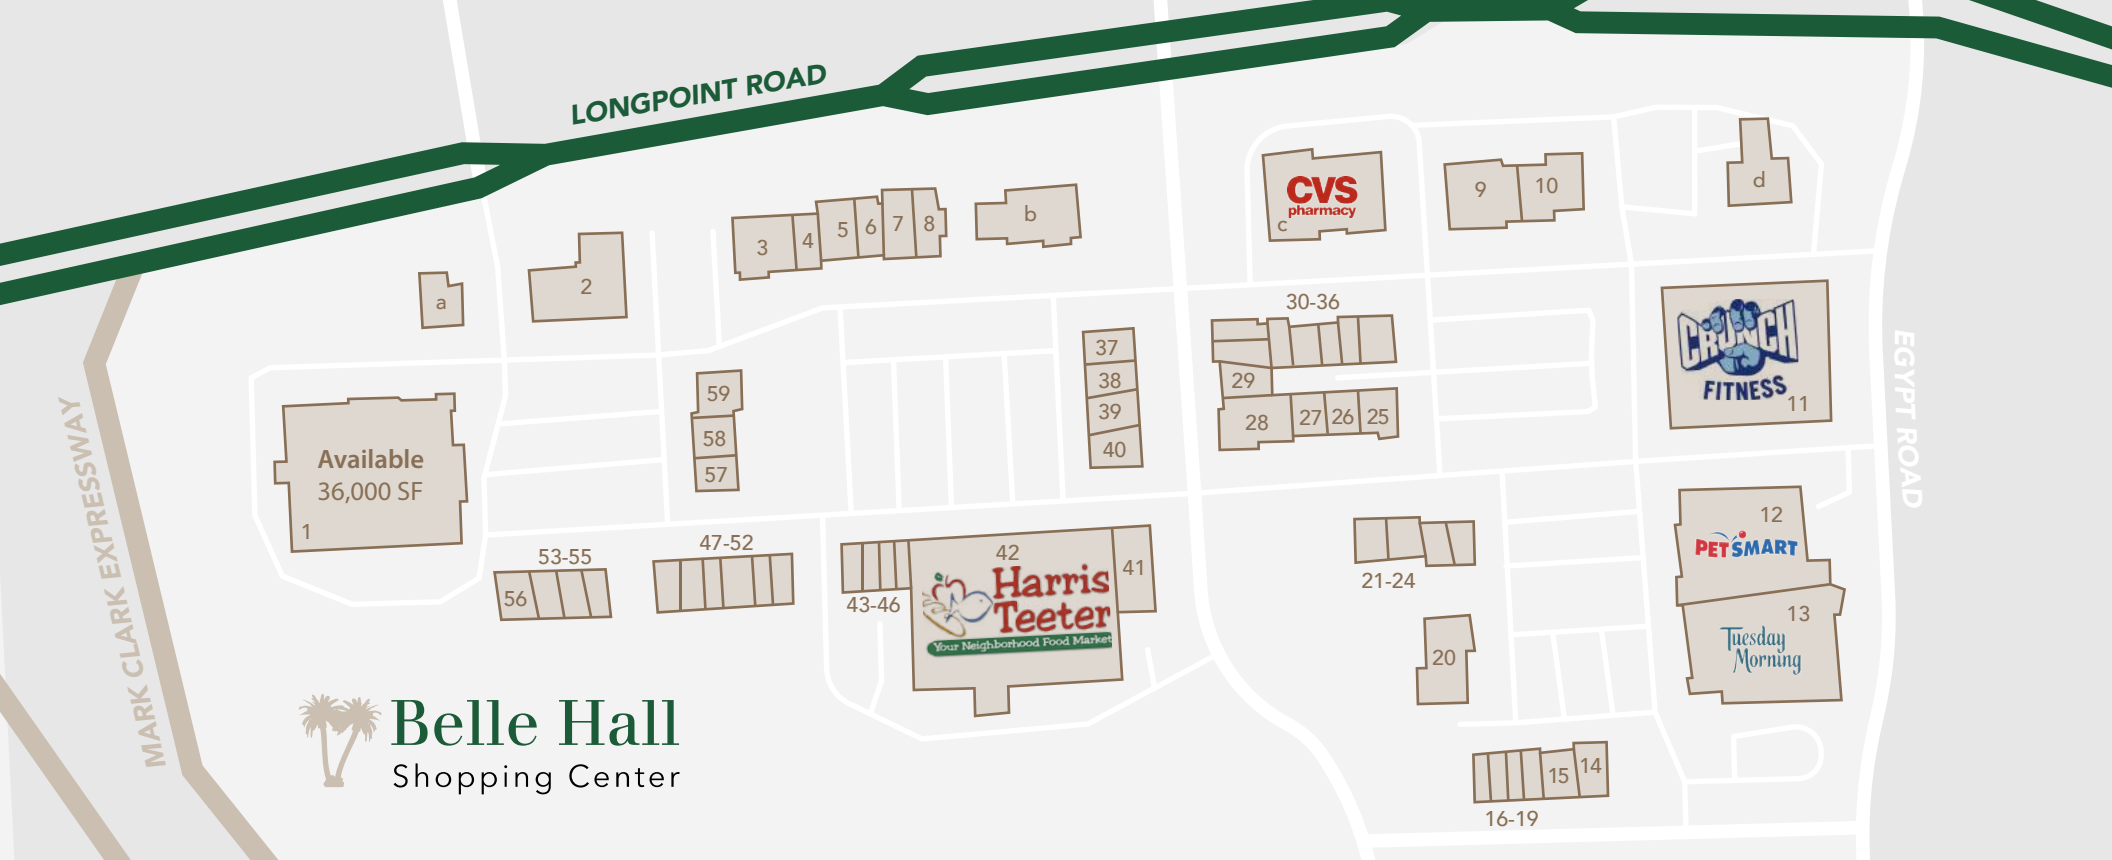 LONGPOINT ROAD
MARK CLARK EXPRESSWAY
EGYPT ROAD
a
2
3
4
5
6
7
8
b
CVS
pharmacy
c
9
10
d
30-36
29
28
27
26
25
CRUNCH
FITNESS
11
37
38
39
40
59
58
57
Available
36,000 SF
1
53-55
56
47-52
43-46
42
Harris
Teeter
Your Neighborhood Food Market
41
21-24
20
12
PETSMART
13
Tuesday
Morning
15
14
16-19
Belle Hall
Shopping Center